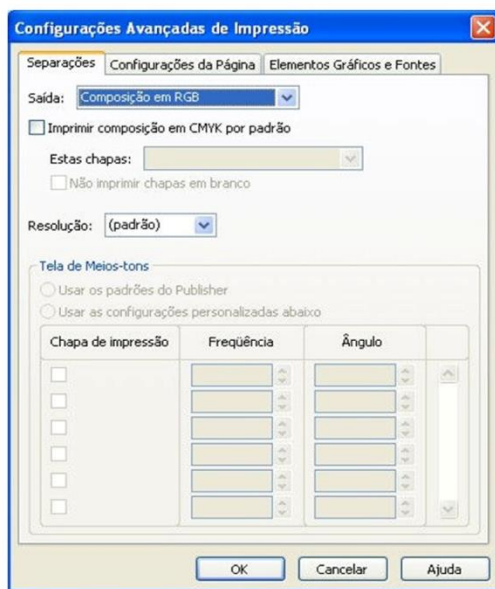 Configurações Avançadas de Impressão
Separações Configurações da Página Elementos Gráficos e Fontes
Saída: Composição em RGB
Imprimir composição em CMYK por padrão
Estas chapas:
Não imprimir chapas em branco
Resolução: (padrão)
Tela de Meios-tons
Usar os padrões do Publisher
Usar as configurações personalizadas abaixo
Chapa de impressão Freqüência Ângulo
OK Cancelar Ajuda